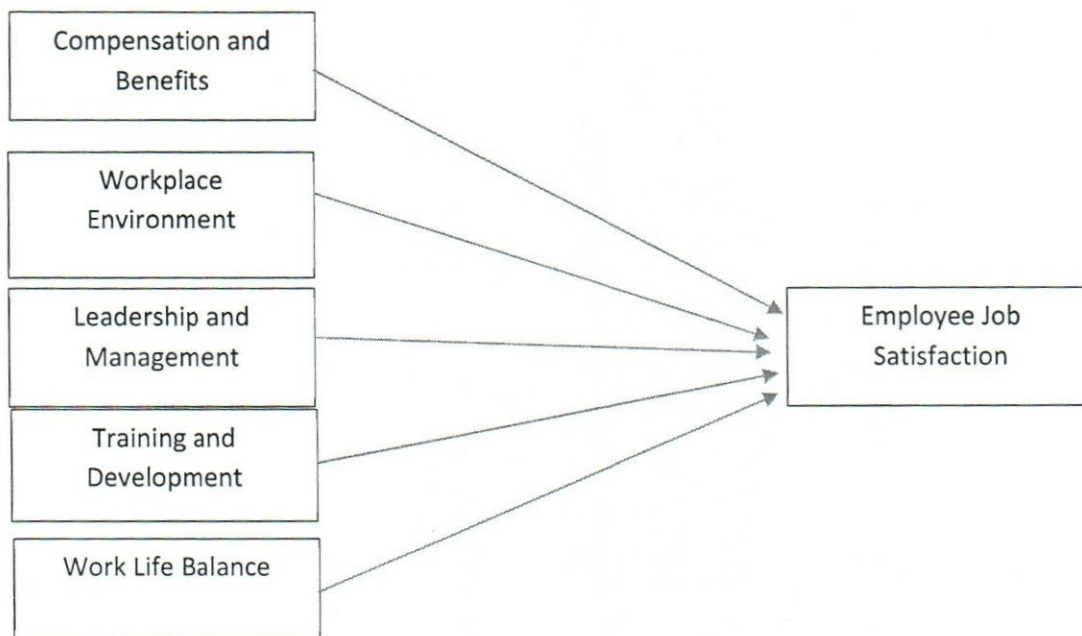 Compensation and
Benefits
Workplace
Environment
Leadership and
Management
Training and
Development
Work Life Balance
Employee Job
Satisfaction